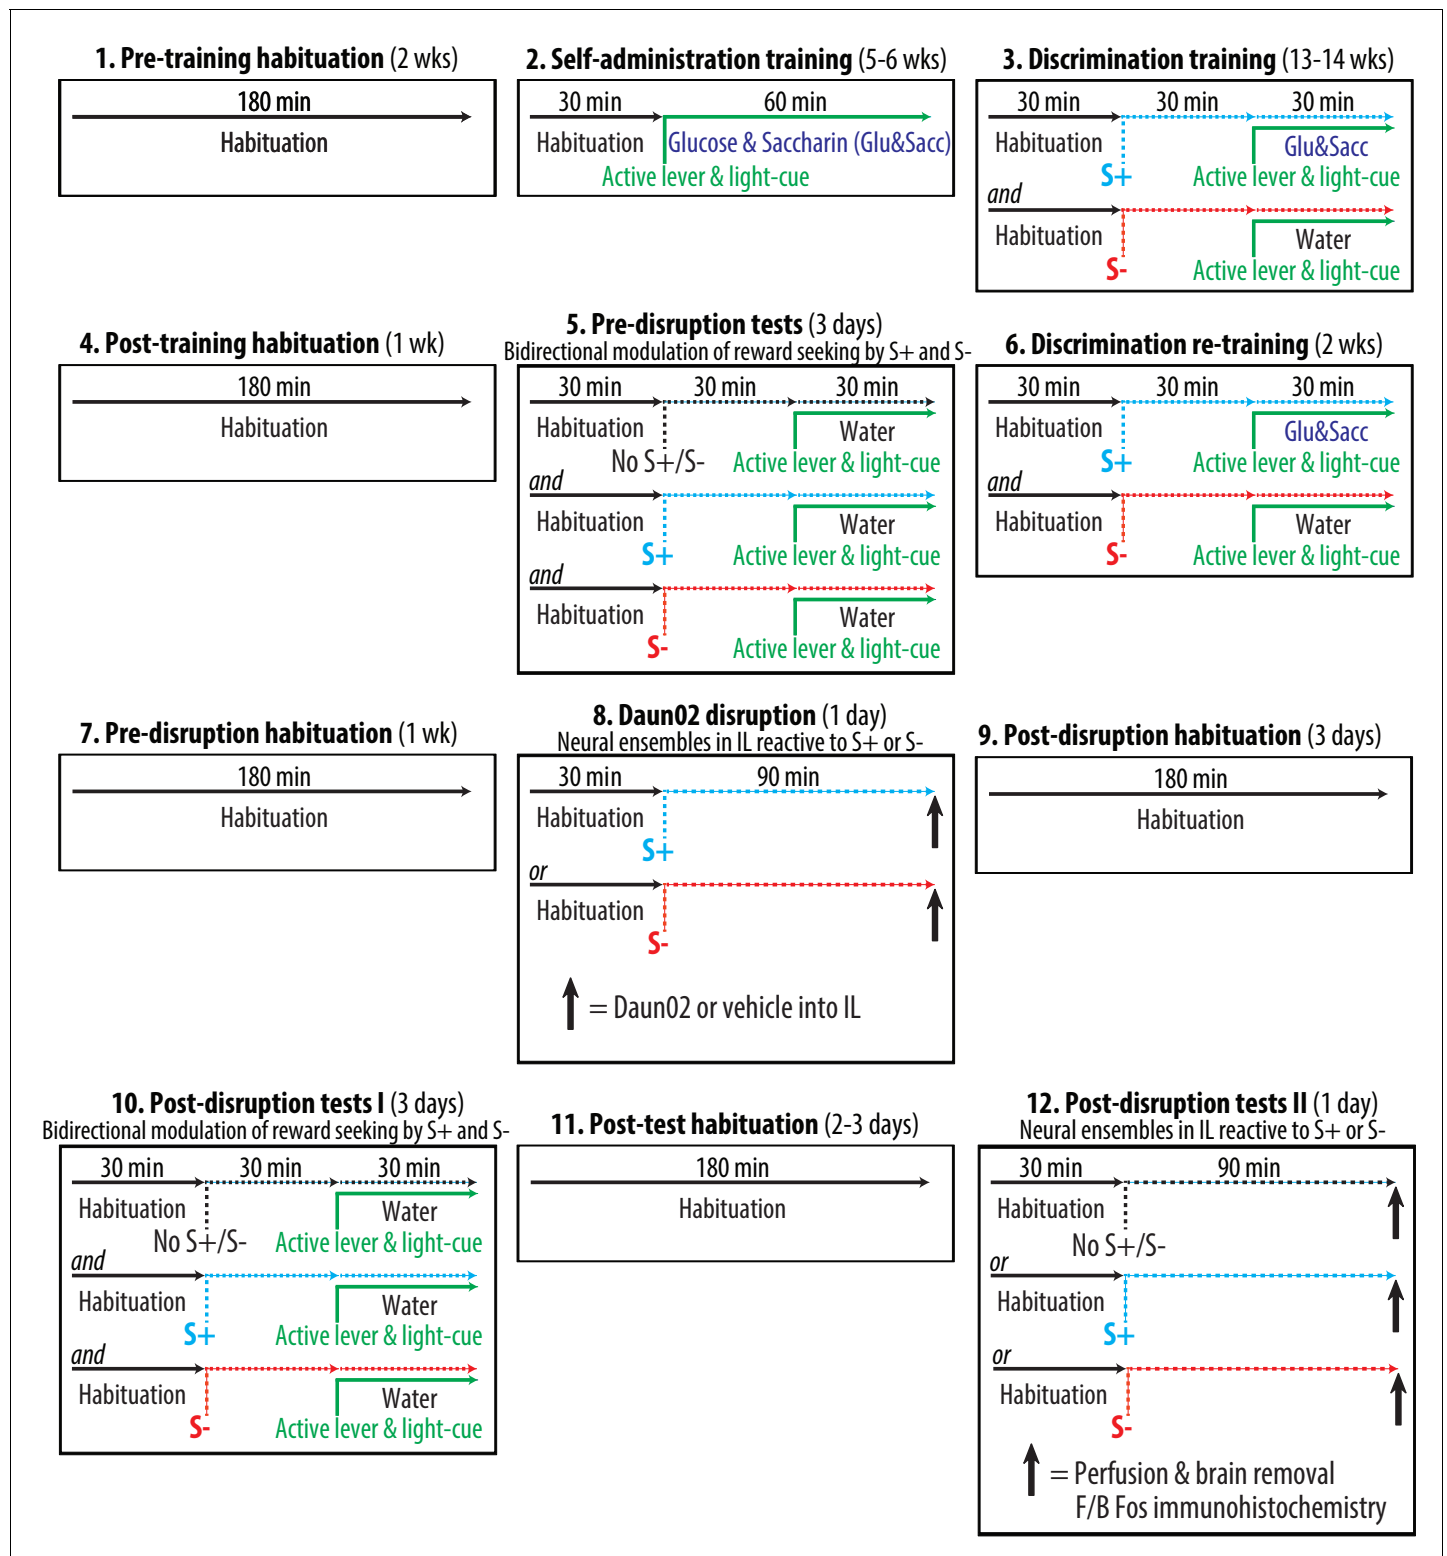 1. Pre-training habituation (2 wks)
180 min
Habituation
2. Self-administration training (5-6 wks)
30 min 60 min
Habituation Glucose & Saccharin (Glu&Sacc)
Active lever & light-cue
3. Discrimination training (13-14 wks)
30 min 30 min 30 min
Habituation Glu&Sacc
S+ Active lever & light-cue
and
Habituation Water
S- Active lever & light-cue
4. Post-training habituation (1 wk)
180 min
Habituation
5. Pre-disruption tests (3 days)
Bidirectional modulation of reward seeking by S+ and S-
30 min 30 min 30 min
Habituation Water
No S+/S- Active lever & light-cue
and
Habituation Water
S+ Active lever & light-cue
and
Habituation Water
S- Active lever & light-cue
6. Discrimination re-training (2 wks)
30 min 30 min 30 min
Habituation Glu&Sacc
S+ Active lever & light-cue
and
Habituation Water
S- Active lever & light-cue
7. Pre-disruption habituation (1 wk)
180 min
Habituation
8. Daun02 disruption (1 day)
Neural ensembles in IL reactive to S+ or S-
30 min 90 min
Habituation
S+
or
Habituation
S-
= Daun02 or vehicle into IL
9. Post-disruption habituation (3 days)
180 min
Habituation
10. Post-disruption tests I (3 days)
Bidirectional modulation of reward seeking by S+ and S-
30 min 30 min 30 min
Habituation Water
No S+/S- Active lever & light-cue
and
Habituation Water
S+ Active lever & light-cue
and
Habituation Water
S- Active lever & light-cue
11. Post-test habituation (2-3 days)
180 min
Habituation
12. Post-disruption tests II (1 day)
Neural ensembles in IL reactive to S+ or S-
30 min 90 min
Habituation
No S+/S-
or
Habituation
S+
or
Habituation
S-
= Perfusion & brain removal
F/B Fos immunohistochemistry